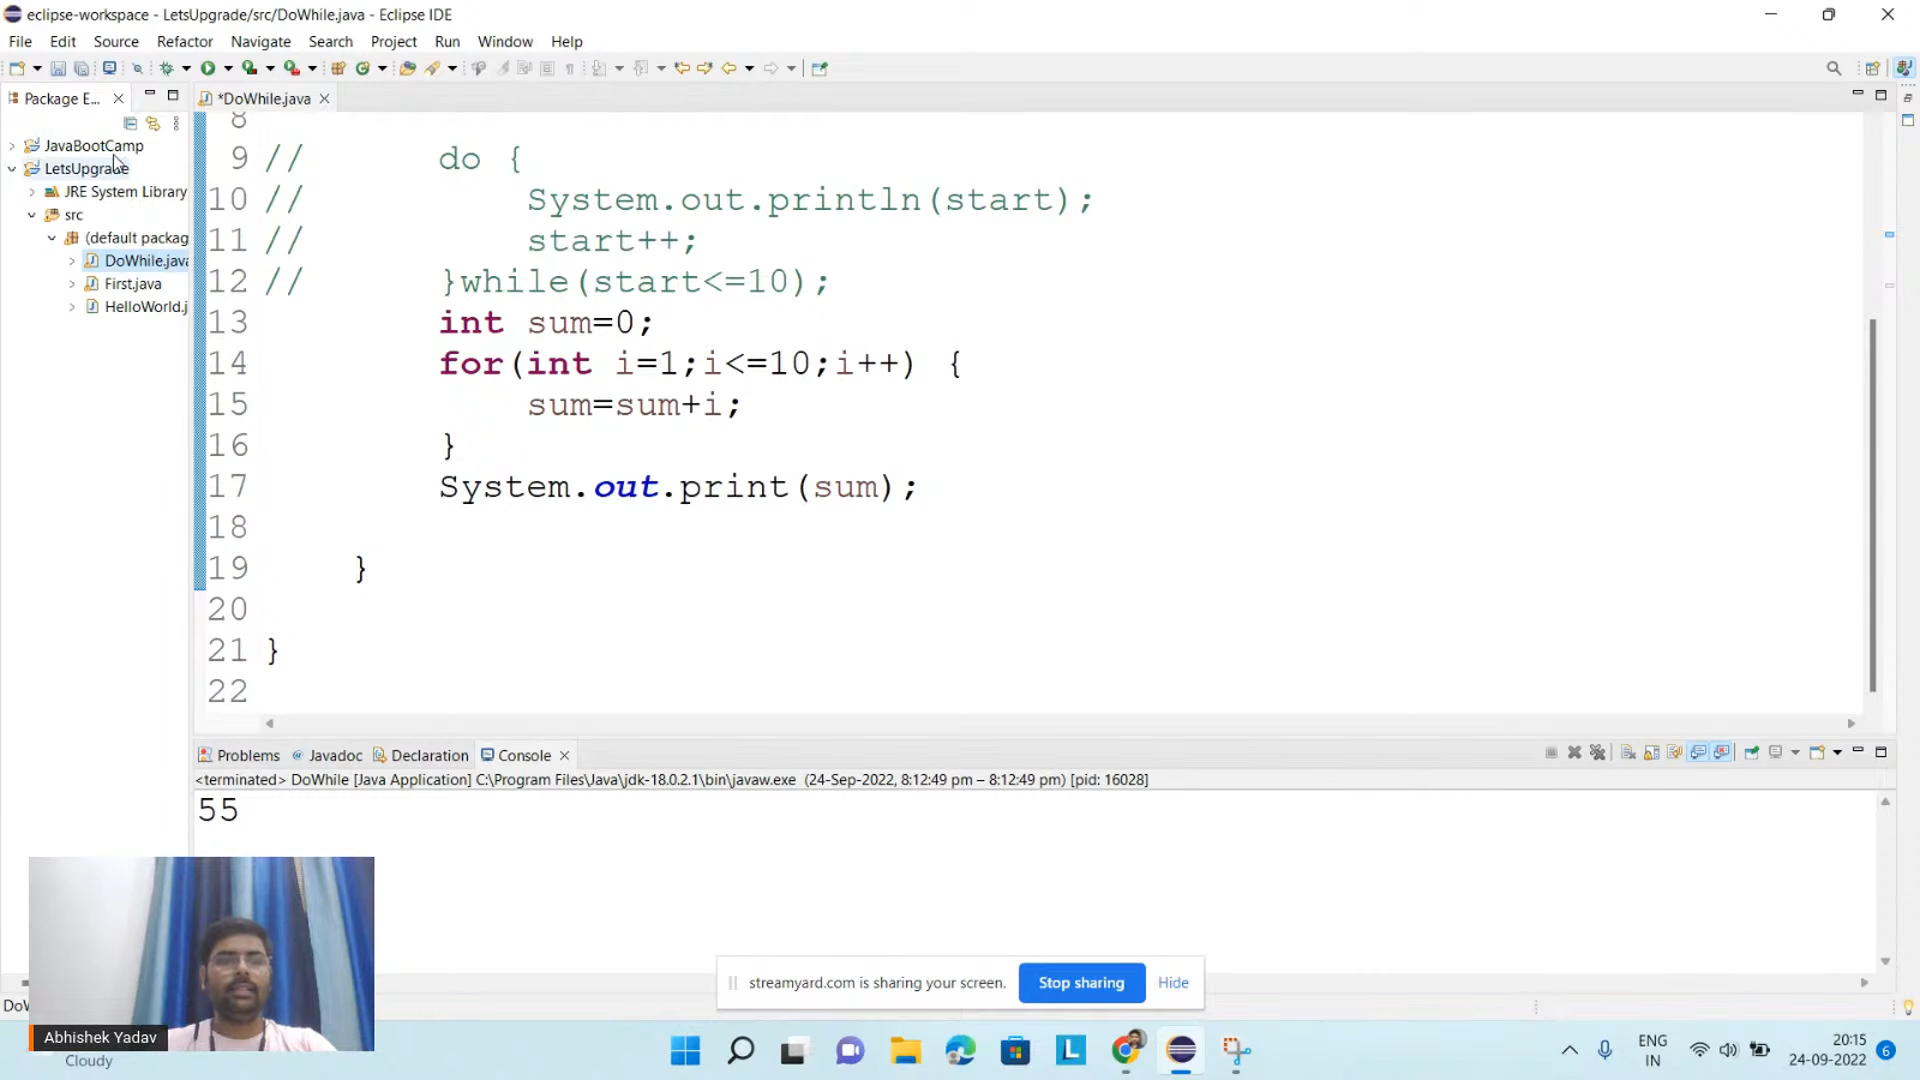 eclipse-workspace - LetsUpgrade/src/DoWhile.java - Eclipse IDE
File Edit Source Refactor Navigate Search Project Run Window Help
Package E...
*DoWhile.java
JavaBootCamp
LetsUpgrade
JRE System Library
src
(default packag
DoWhile.java
First.java
HelloWorld.j
8
9 // do {
10 // System.out.println(start);
11 // start++;
12 // }while(start<=10);
13 int sum=0;
14 for(int i=1;i<=10;i++) {
15 sum=sum+i;
16 }
17 System.out.print(sum);
18
19 }
20
21 }
22
Problems Javadoc Declaration Console
<terminated> DoWhile [Java Application] C:\Program Files\Java\jdk-18.0.2.1\bin\javaw.exe (24-Sep-2022, 8:12:49 pm – 8:12:49 pm) [pid: 16028]
55
streamyard.com is sharing your screen. Stop sharing Hide
Abhishek Yadav
Cloudy
ENG
IN
20:15
24-09-2022
6